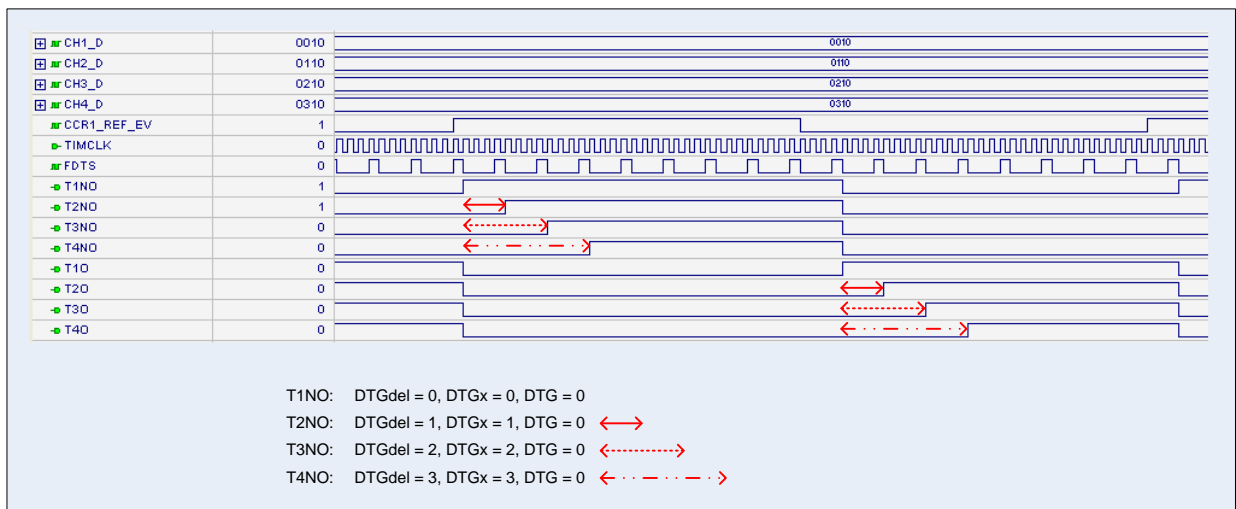 CH1_D 0010 0010
CH2_D 0110 0110
CH3_D 0210 0210
CH4_D 0310 0310
CCR1_REF_EV 1
TIMCLK 0
FDTS 0
T1NO 1
T2NO 1
T3NO 0
T4NO 0
T1O 0
T2O 0
T3O 0
T4O 0
T1NO: DTGdel = 0, DTGx = 0, DTG = 0
T2NO: DTGdel = 1, DTGx = 1, DTG = 0
T3NO: DTGdel = 2, DTGx = 2, DTG = 0
T4NO: DTGdel = 3, DTGx = 3, DTG = 0